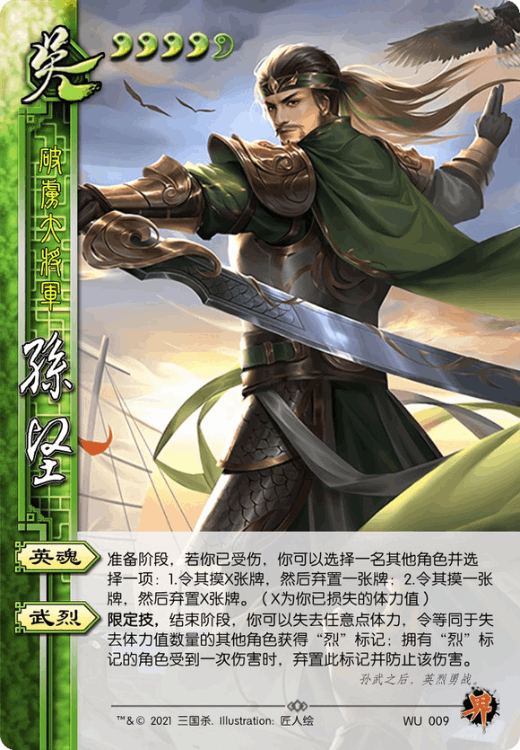 吴
破虏大将軍
孫坚
英魂
准备阶段，若你已受伤，你可以选择一名其他角色并选
择一项：1.令其摸X张牌，然后弃置一张牌；2.令其摸一张
牌，然后弃置X张牌。（X为你已损失的体力值）
武烈
限定技，结束阶段，你可以失去任意点体力，令等同于失
去体力值数量的其他角色获得“烈”标记；拥有“烈”标
记的角色受到一次伤害时，弃置此标记并防止该伤害。
孙武之后，英烈勇战。
界
™&© 2021 三国杀. Illustration: 匠人绘
WU 009